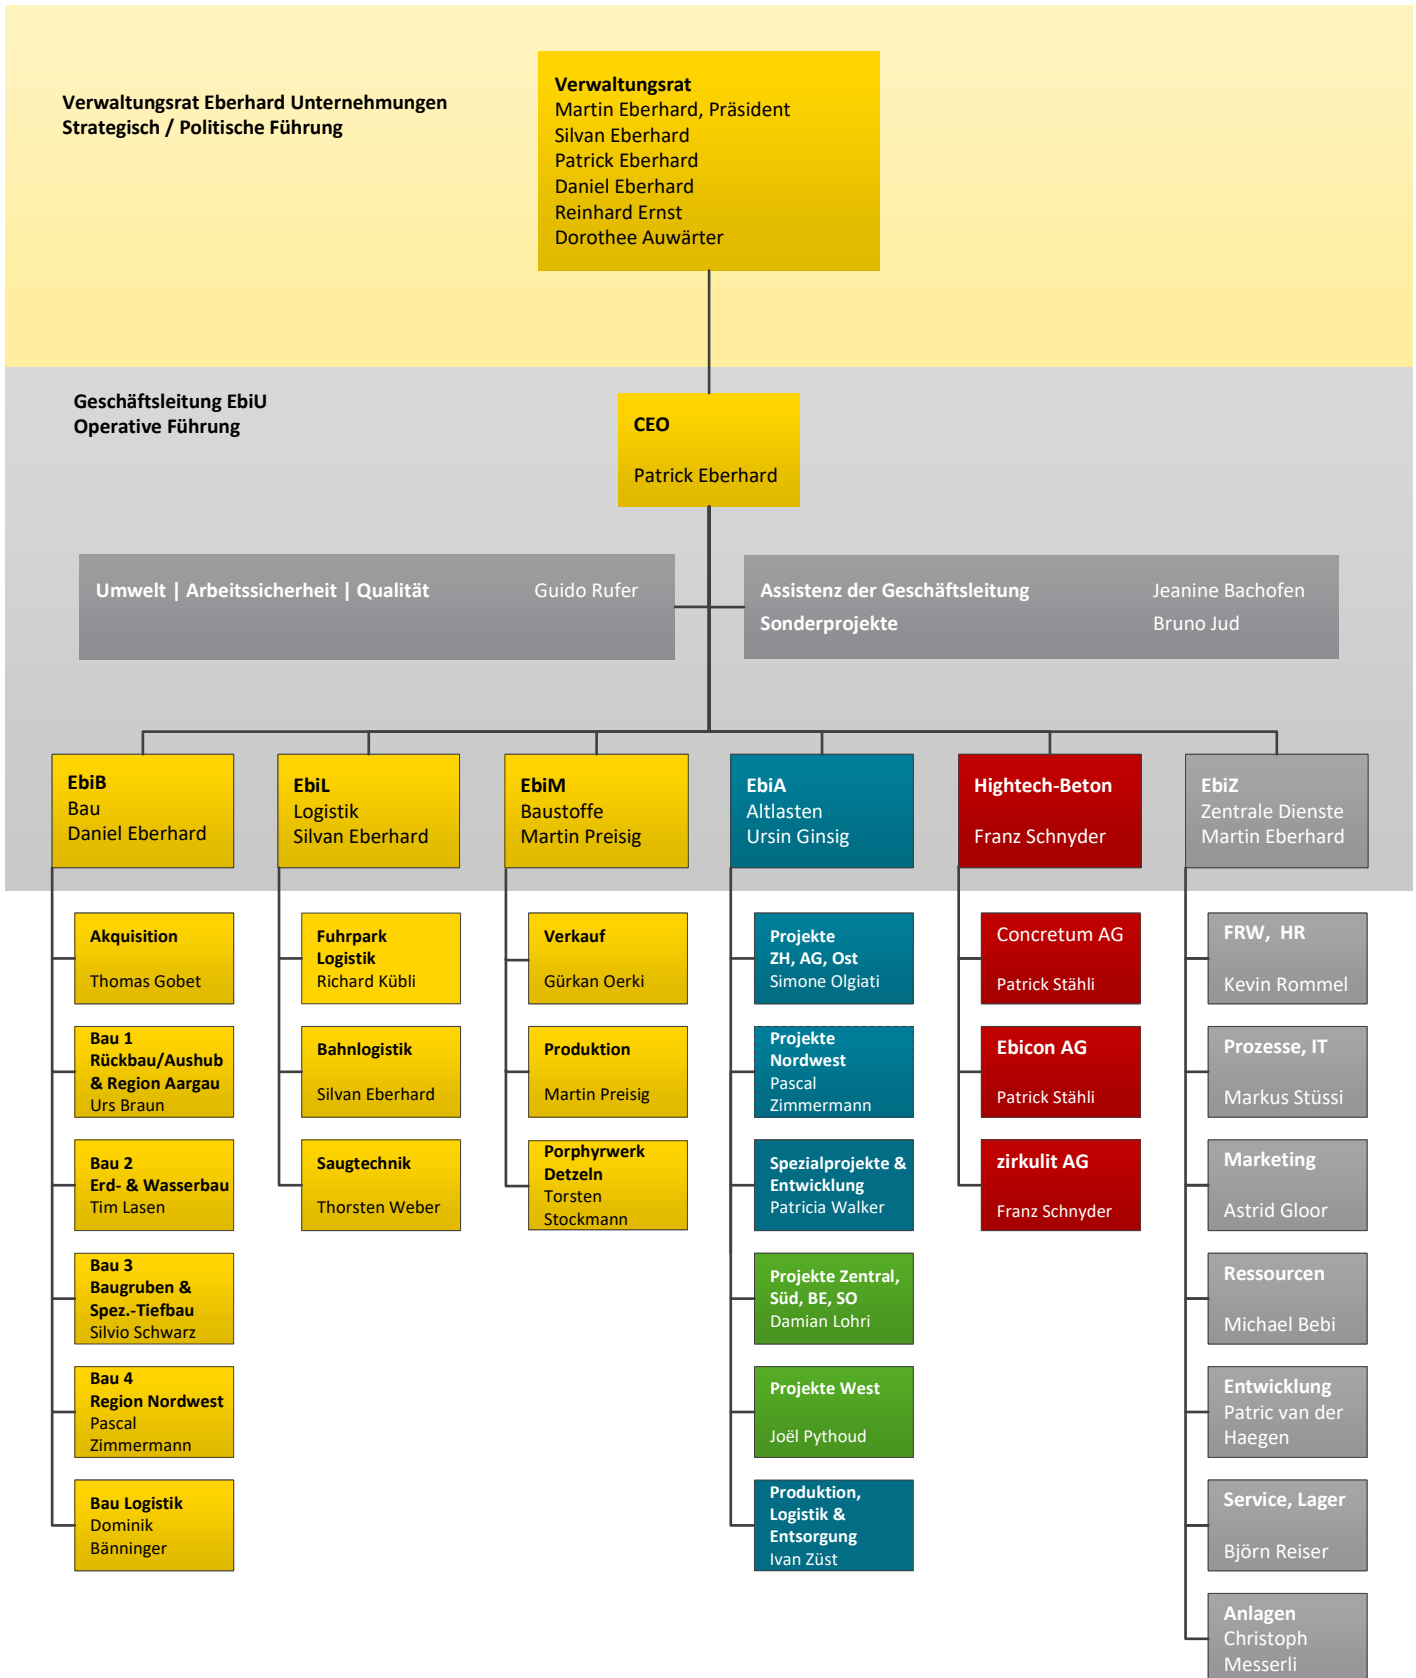 Verwaltungsrat Eberhard Unternehmungen
Strategisch / Politische Führung
Verwaltungsrat
Martin Eberhard, Präsident
Silvan Eberhard
Patrick Eberhard
Daniel Eberhard
Reinhard Ernst
Dorothee Auwärter
Geschäftsleitung EbiU
Operative Führung
CEO
Patrick Eberhard
Umwelt | Arbeitssicherheit | Qualität Guido Rufer
Assistenz der Geschäftsleitung Jeanine Bachofen
Sonderprojekte Bruno Jud
EbiB
Bau
Daniel Eberhard
EbiL
Logistik
Silvan Eberhard
EbiM
Baustoffe
Martin Preisig
EbiA
Altlasten
Ursin Ginsig
Hightech-Beton
Franz Schnyder
EbiZ
Zentrale Dienste
Martin Eberhard
Akquisition
Thomas Gobet
Bau 1
Rückbau/Aushub
& Region Aargau
Urs Braun
Bau 2
Erd- & Wasserbau
Tim Lasen
Bau 3
Baugruben &
Spez.-Tiefbau
Silvio Schwarz
Bau 4
Region Nordwest
Pascal
Zimmermann
Bau Logistik
Dominik
Bänninger
Fuhrpark
Logistik
Richard Kübli
Bahnlogistik
Silvan Eberhard
Saugtechnik
Thorsten Weber
Verkauf
Gürkan Oerki
Produktion
Martin Preisig
Porphyrwerk
Detzeln
Torsten
Stockmann
Projekte
ZH, AG, Ost
Simone Olgiati
Projekte
Nordwest
Pascal
Zimmermann
Spezialprojekte &
Entwicklung
Patricia Walker
Projekte Zentral,
Süd, BE, SO
Damian Lohri
Projekte West
Joël Pythoud
Produktion,
Logistik &
Entsorgung
Ivan Züst
Concretum AG
Patrick Stähli
Ebicon AG
Patrick Stähli
zirkulit AG
Franz Schnyder
FRW, HR
Kevin Rommel
Prozesse, IT
Markus Stüssi
Marketing
Astrid Gloor
Ressourcen
Michael Bebi
Entwicklung
Patric van der
Haegen
Service, Lager
Björn Reiser
Anlagen
Christoph
Messerli